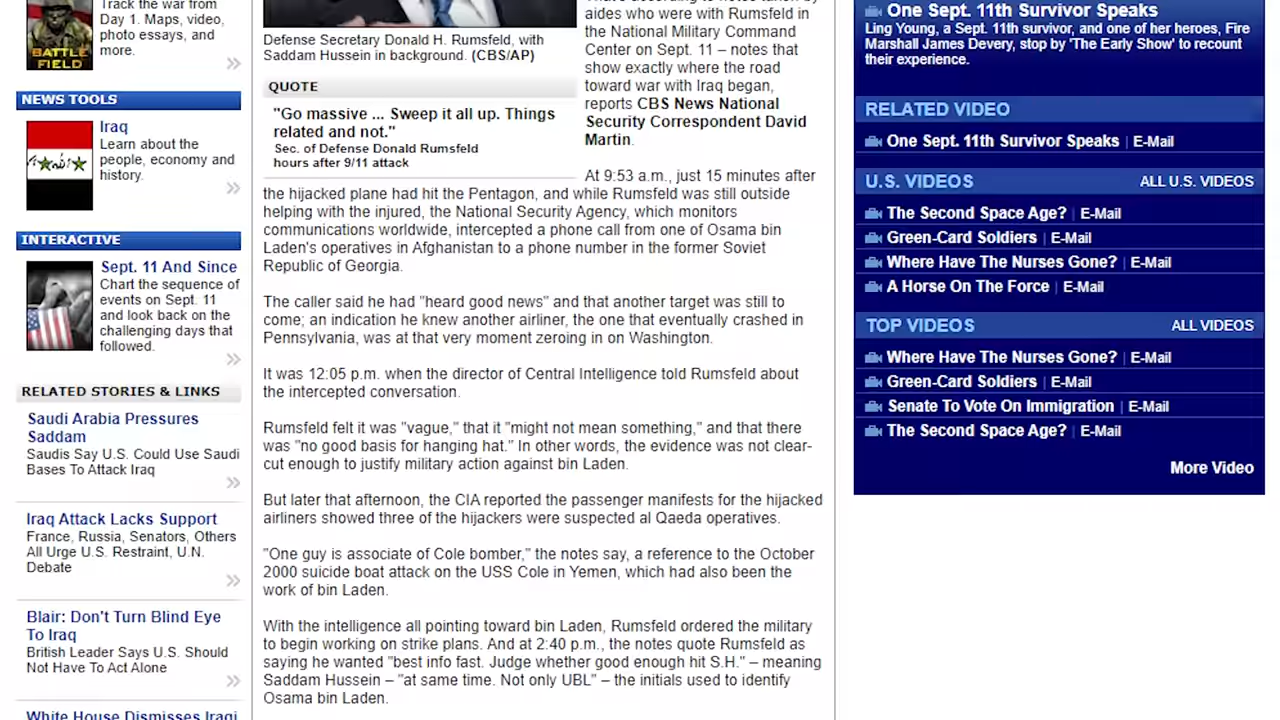 Track the war from
Day 1. Maps, video,
photo essays, and
more.
BATTLE
FIELD
NEWS TOOLS
Iraq
Learn about the
people, economy and
history.
INTERACTIVE
Sept. 11 And Since
Chart the sequence of
events on Sept. 11
and look back on the
challenging days that
followed.
RELATED STORIES & LINKS
Saudi Arabia Pressures
Saddam
Saudis Say U.S. Could Use Saudi
Bases To Attack Iraq
Iraq Attack Lacks Support
France, Russia, Senators, Others
All Urge U.S. Restraint, U.N.
Debate
Blair: Don't Turn Blind Eye
To Iraq
British Leader Says U.S. Should
Not Have To Act Alone
White House Dismisses Iraqi
Defense Secretary Donald H. Rumsfeld, with
Saddam Hussein in background. (CBS/AP)
QUOTE
"Go massive ... Sweep it all up. Things
related and not."
Sec. of Defense Donald Rumsfeld
hours after 9/11 attack
aides who were with Rumsfeld in
the National Military Command
Center on Sept. 11 – notes that
show exactly where the road
toward war with Iraq began,
reports CBS News National
Security Correspondent David
Martin.
At 9:53 a.m., just 15 minutes after
the hijacked plane had hit the Pentagon, and while Rumsfeld was still outside
helping with the injured, the National Security Agency, which monitors
communications worldwide, intercepted a phone call from one of Osama bin
Laden's operatives in Afghanistan to a phone number in the former Soviet
Republic of Georgia.
The caller said he had "heard good news" and that another target was still to
come; an indication he knew another airliner, the one that eventually crashed in
Pennsylvania, was at that very moment zeroing in on Washington.
It was 12:05 p.m. when the director of Central Intelligence told Rumsfeld about
the intercepted conversation.
Rumsfeld felt it was "vague," that it "might not mean something," and that there
was "no good basis for hanging hat." In other words, the evidence was not clear-
cut enough to justify military action against bin Laden.
But later that afternoon, the CIA reported the passenger manifests for the hijacked
airliners showed three of the hijackers were suspected al Qaeda operatives.
"One guy is associate of Cole bomber," the notes say, a reference to the October
2000 suicide boat attack on the USS Cole in Yemen, which had also been the
work of bin Laden.
With the intelligence all pointing toward bin Laden, Rumsfeld ordered the military
to begin working on strike plans. And at 2:40 p.m., the notes quote Rumsfeld as
saying he wanted "best info fast. Judge whether good enough hit S.H." – meaning
Saddam Hussein – "at same time. Not only UBL" – the initials used to identify
Osama bin Laden.
One Sept. 11th Survivor Speaks
Ling Young, a Sept. 11th survivor, and one of her heroes, Fire
Marshall James Devery, stop by 'The Early Show' to recount
their experience.
RELATED VIDEO
One Sept. 11th Survivor Speaks | E-Mail
U.S. VIDEOS ALL U.S. VIDEOS
The Second Space Age? | E-Mail
Green-Card Soldiers | E-Mail
Where Have The Nurses Gone? | E-Mail
A Horse On The Force | E-Mail
TOP VIDEOS ALL VIDEOS
Where Have The Nurses Gone? | E-Mail
Green-Card Soldiers | E-Mail
Senate To Vote On Immigration | E-Mail
The Second Space Age? | E-Mail
More Video